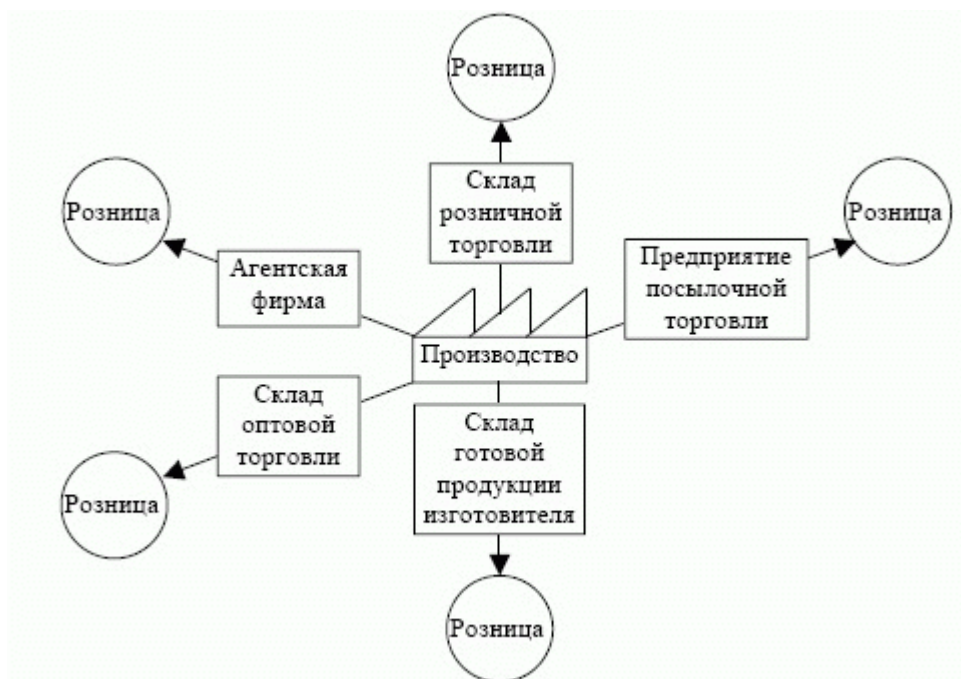 Розница
Склад
розничной
торговли
Розница
Розница
Агентская
фирма
Предприятие
посылочной
торговли
Производство
Склад
оптовой
торговли
Склад
готовой
продукции
изготовителя
Розница
Розница